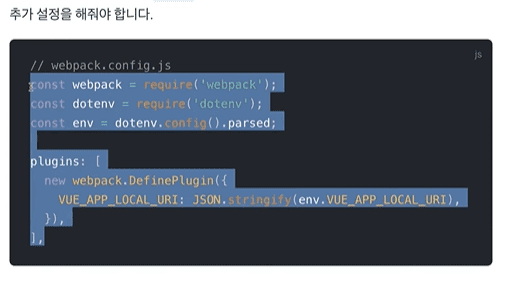 추가 설정을 해줘야 합니다.
js
// webpack.config.js
const webpack = require('webpack');
const dotenv = require('dotenv');
const env = dotenv.config().parsed;
plugins: [
new webpack.DefinePlugin({
VUE_APP_LOCAL_URI: JSON.stringify(env.VUE_APP_LOCAL_URI),
}),
],